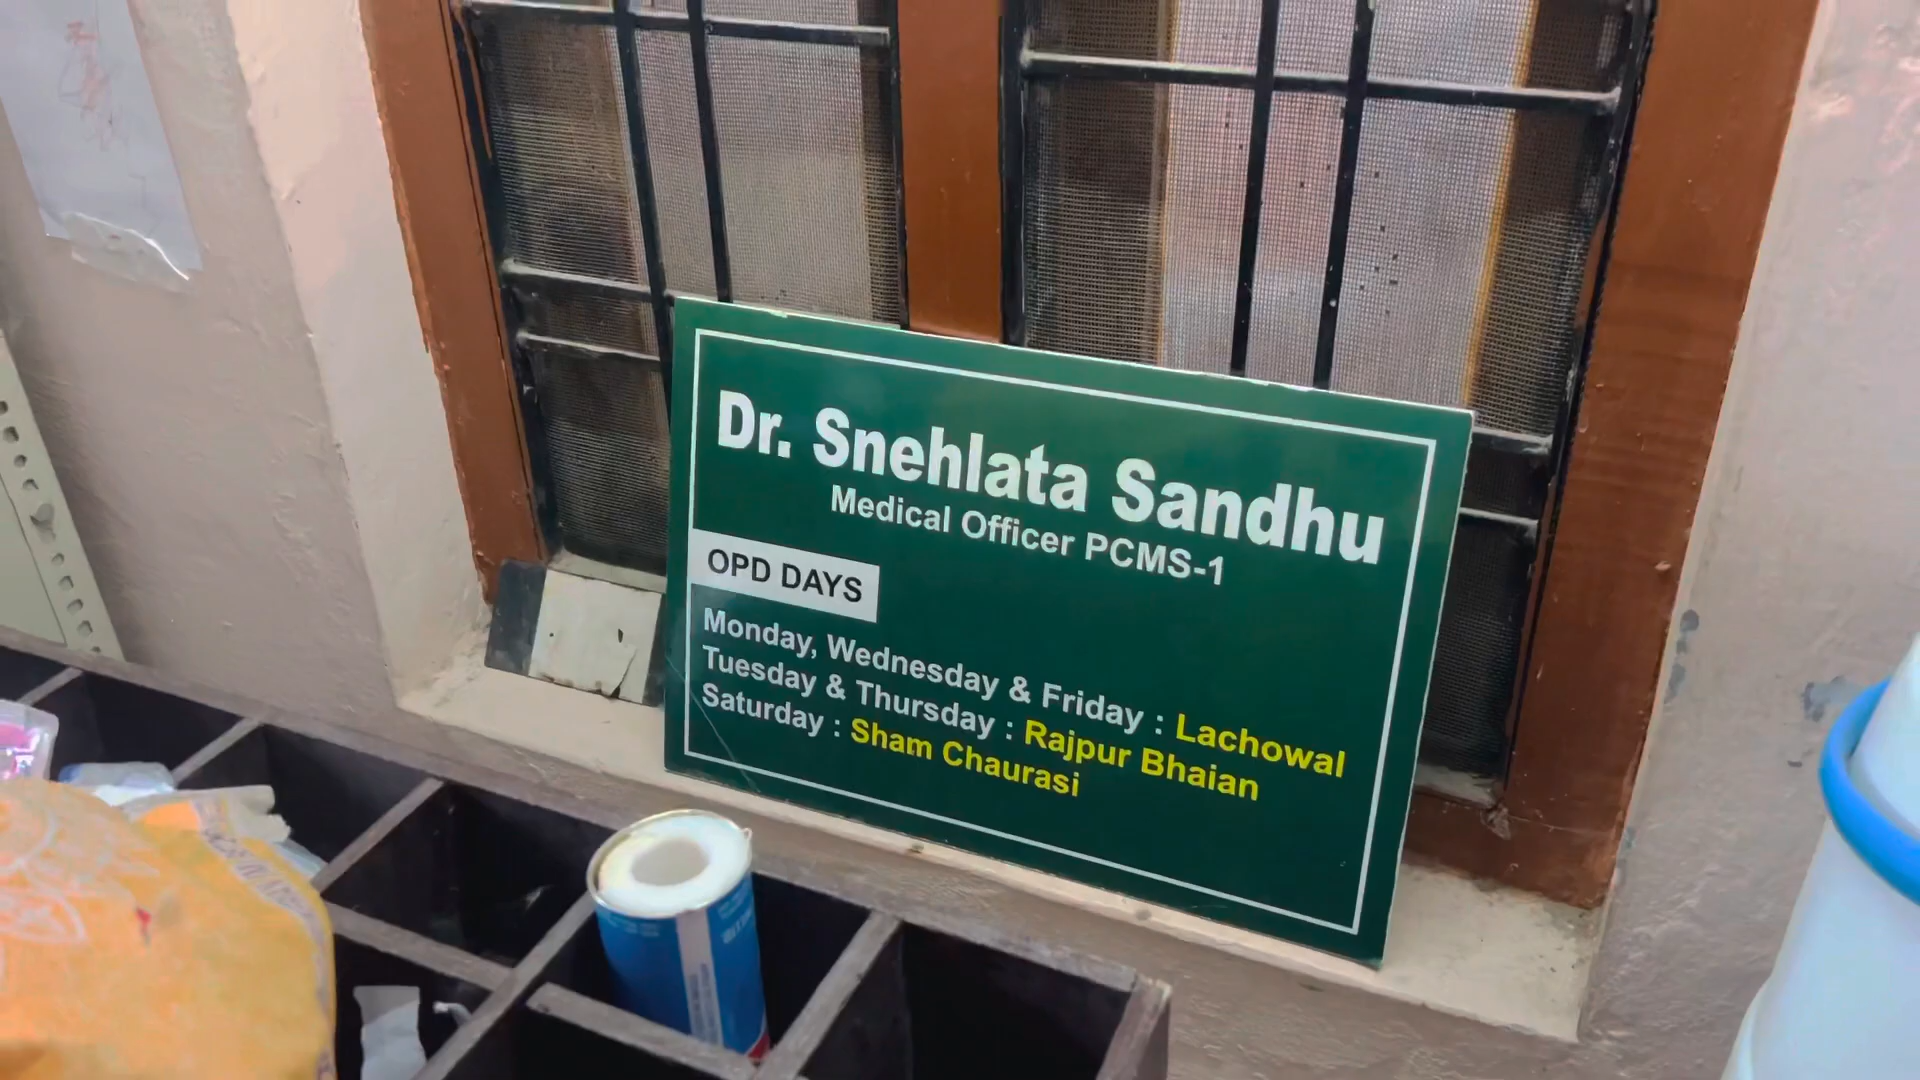 Dr. Snehlata Sandhu
Medical Officer PCMS-1
OPD DAYS
Monday, Wednesday & Friday : Lachowal
Tuesday & Thursday : Rajpur Bhaian
Saturday : Sham Chaurasi